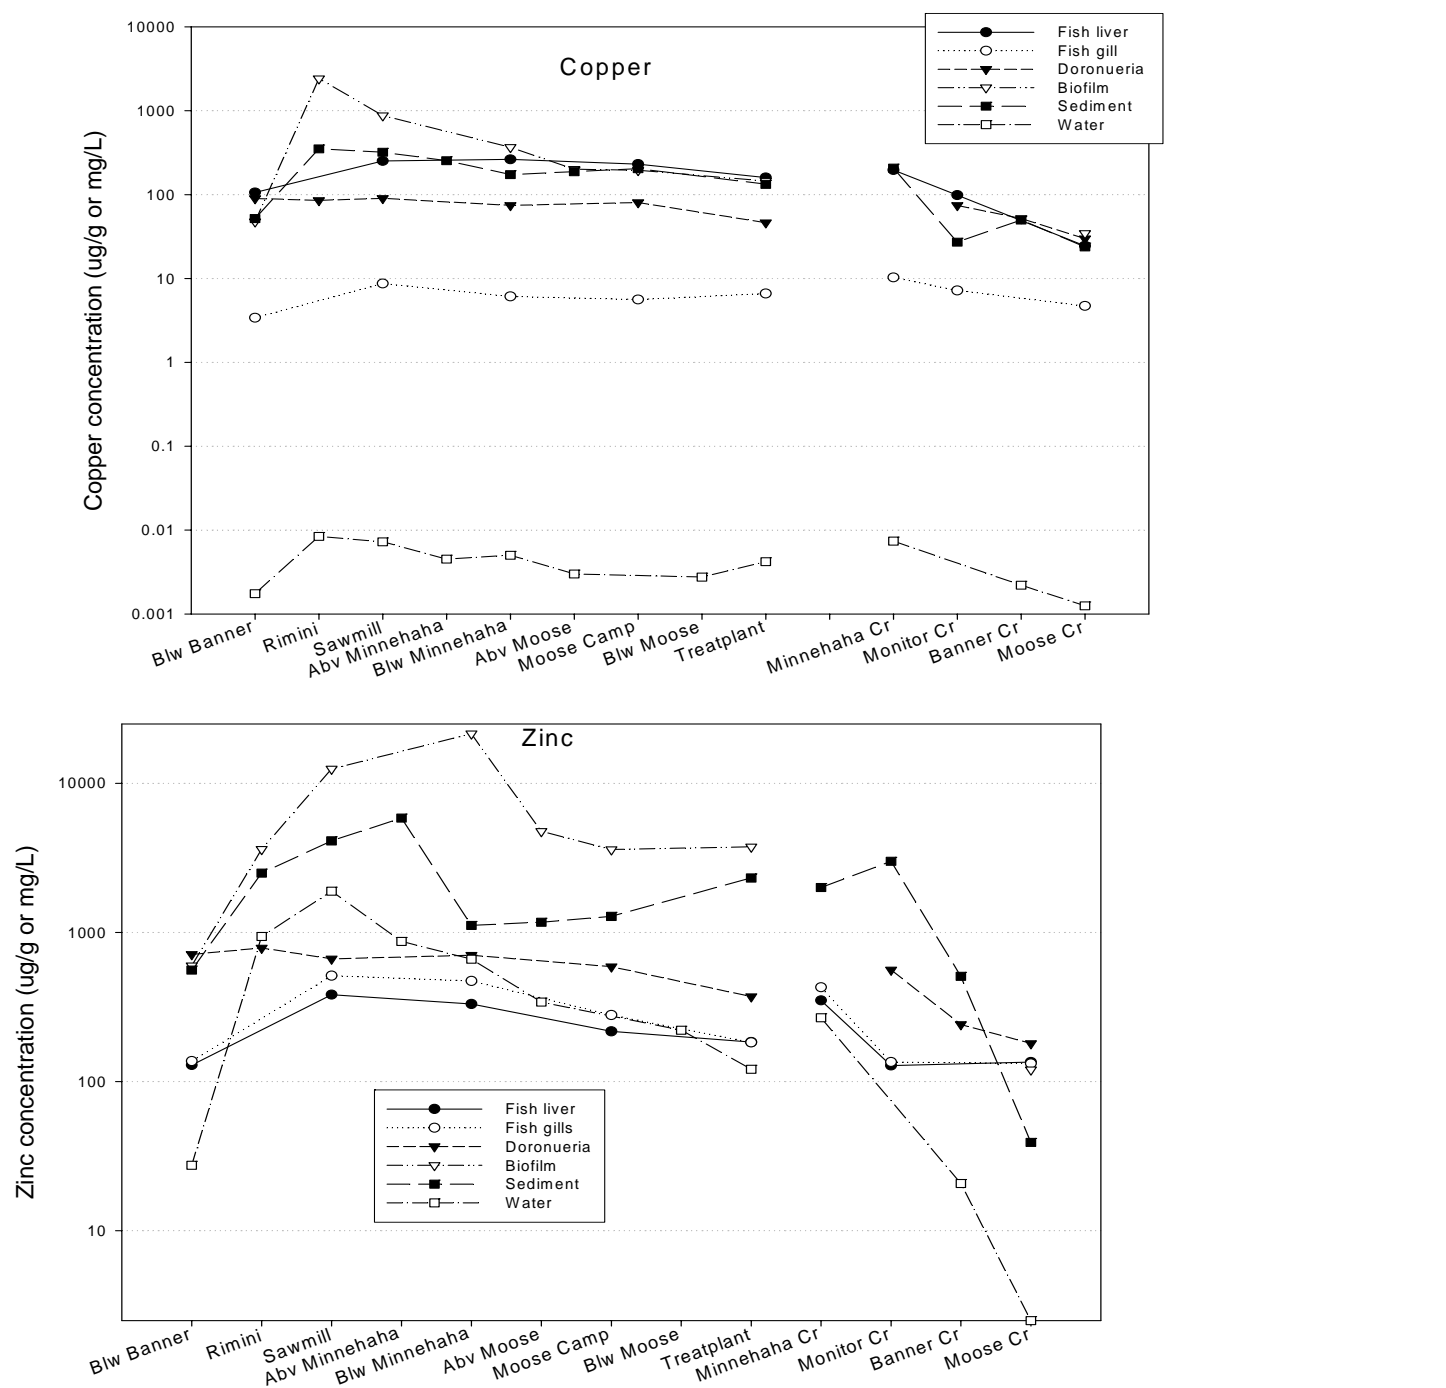 Copper
Fish liver
Fish gill
Doronueria
Biofilm
Sediment
Water
Copper concentration (ug/g or mg/L)
10000
1000
100
10
1
0.1
0.01
0.001
Blw Banner
Rimini
Sawmill
Abv Minnehaha
Blw Minnehaha
Abv Moose
Moose Camp
Blw Moose
Treatplant
Minnehaha Cr
Monitor Cr
Banner Cr
Moose Cr
Zinc
Zinc concentration (ug/g or mg/L)
10000
1000
100
10
Fish liver
Fish gills
Doronueria
Biofilm
Sediment
Water
Blw Banner
Rimini
Sawmill
Abv Minnehaha
Blw Minnehaha
Abv Moose
Moose Camp
Blw Moose
Treatplant
Minnehaha Cr
Monitor Cr
Banner Cr
Moose Cr